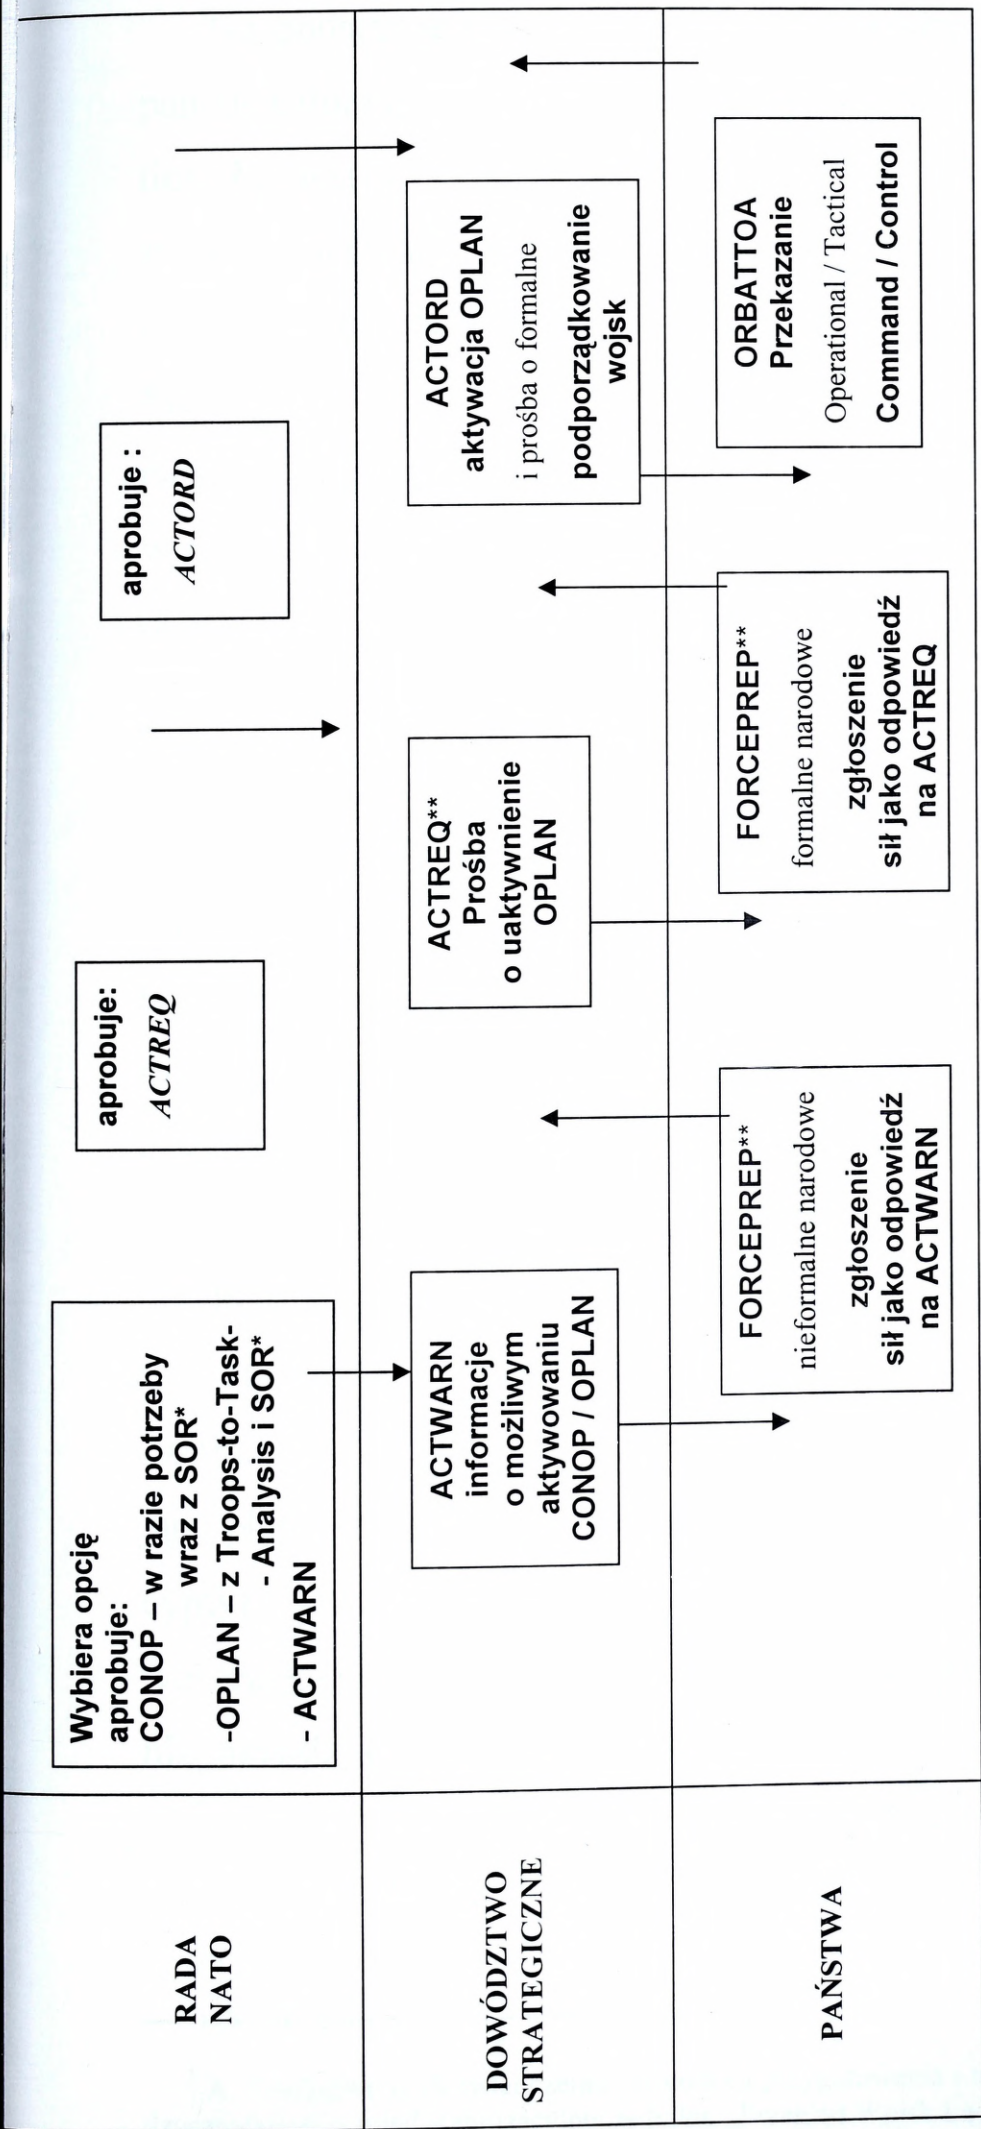 RADA
NATO
Wybiera opcję
aprobuje:
CONOP – w razie potrzeby
wraz z SOR*
-OPLAN – z Troops-to-Task-
- Analysis i SOR*
- ACTWARN
aprobuje:
ACTREQ
aprobuje :
ACTORD
DOWÓDZTWO
STRATEGICZNE
ACTWARN
informacje
o możliwym
aktywowaniu
CONOP / OPLAN
ACTREQ**
Prośba
o uaktywnienie
OPLAN
ACTORD
aktywacja OPLAN
i prośba o formalne
podporządkowanie
wojsk
PAŃSTWA
FORCEPREP**
nieformalne narodowe
zgłoszenie
sił jako odpowiedź
na ACTWARN
FORCEPREP**
formalne narodowe
zgłoszenie
sił jako odpowiedź
na ACTREQ
ORBATTOA
Przekazanie
Operational / Tactical
Command / Control